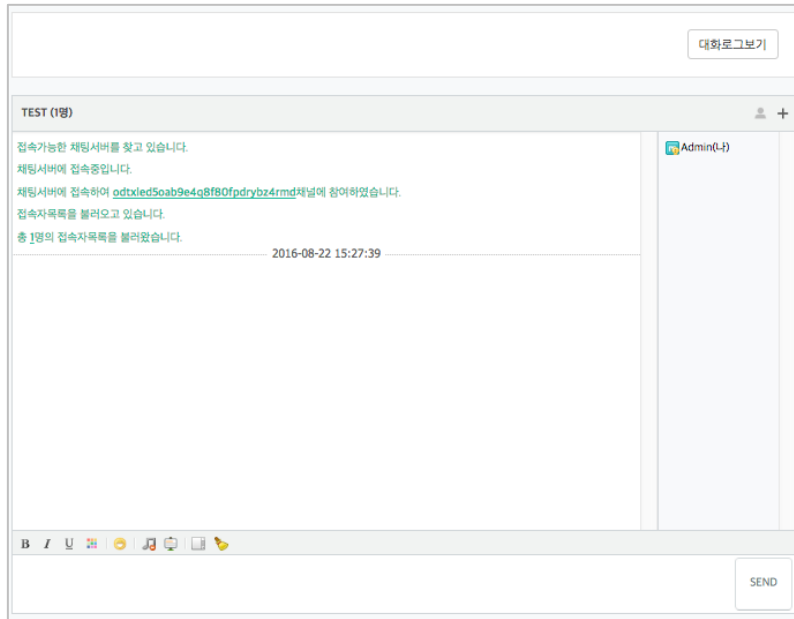 대화로그보기
TEST (1명)
접속가능한 채팅서버를 찾고 있습니다.
Admin(나)
채팅서버에 접속중입니다.
채팅서버에 접속하여 odtxled5oab9e4q8f80fpdrybz4rmd채널에 참여하였습니다.
접속자목록을 불러오고 있습니다.
총 1명의 접속자목록을 불러왔습니다.
2016-08-22 15:27:39
B I U
SEND